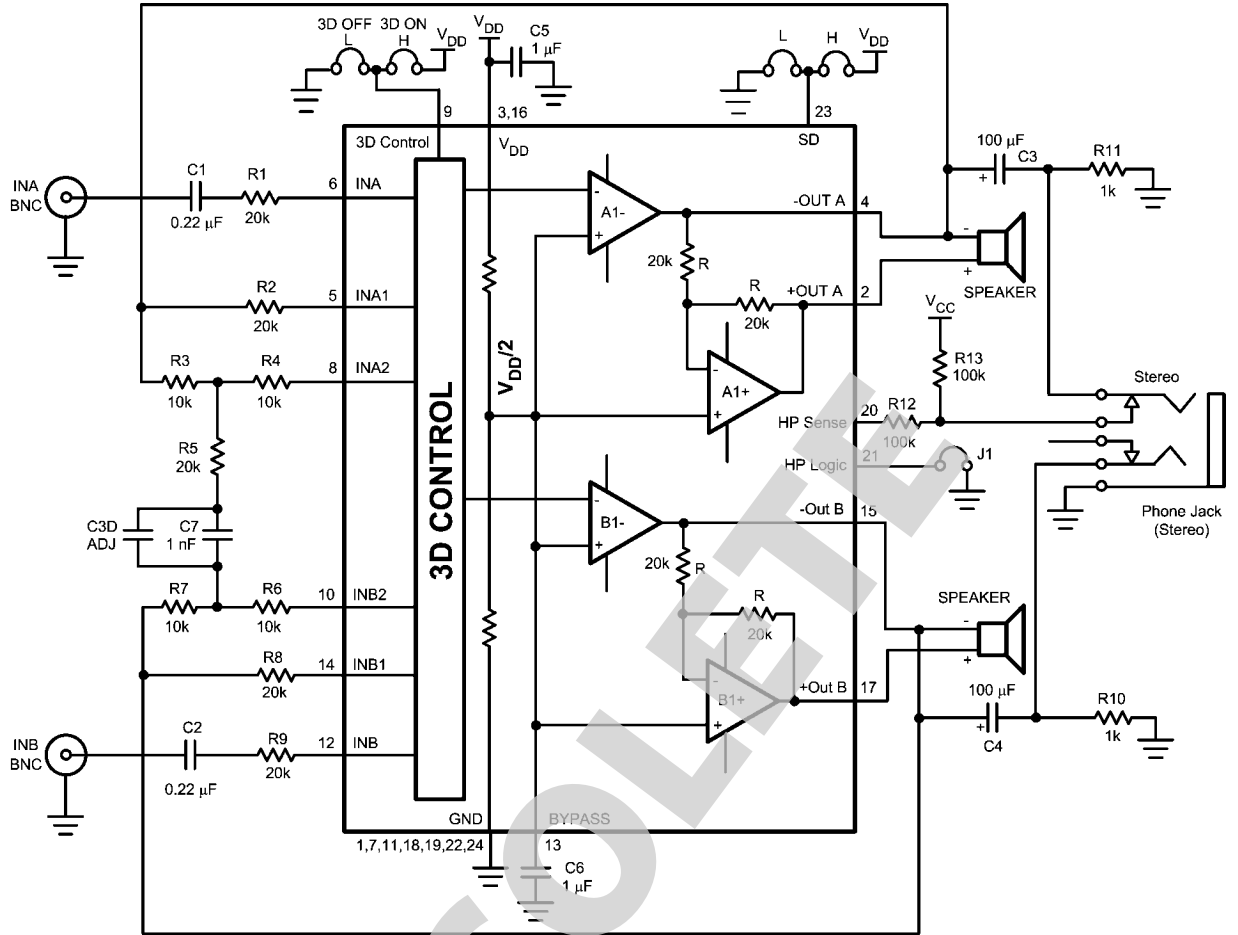 3D OFF 3D ON
L H VDD
VDD
C5
1 µF
L H VDD
9
3,16
23
3D Control
VDD
SD
INA
BNC
C1
0.22 µF
R1
20k
6 INA
R2
20k
5 INA1
R3
10k
R4
10k
8 INA2
R5
20k
C3D
ADJ
C7
1 nF
R7
10k
R6
10k
10 INB2
R8
20k
14 INB1
INB
BNC
C2
0.22 µF
R9
20k
12 INB
3D CONTROL
VDD/2
-
A1-
+
20k R
R
20k
-
A1+
+
-
B1-
+
20k R
R
20k
-
B1+
+
-OUT A 4
+OUT A 2
HP Sense 20
HP Logic 21
-Out B 15
+Out B 17
GND
1,7,11,18,19,22,24
BYPASS
13
C6
1 µF
100 µF
+ C3
R11
1k
-
+
SPEAKER
VCC
R13
100k
R12
100k
J1
Stereo
Phone Jack
(Stereo)
SPEAKER
-
+
100 µF
+
C4
R10
1k
OBSOLETE